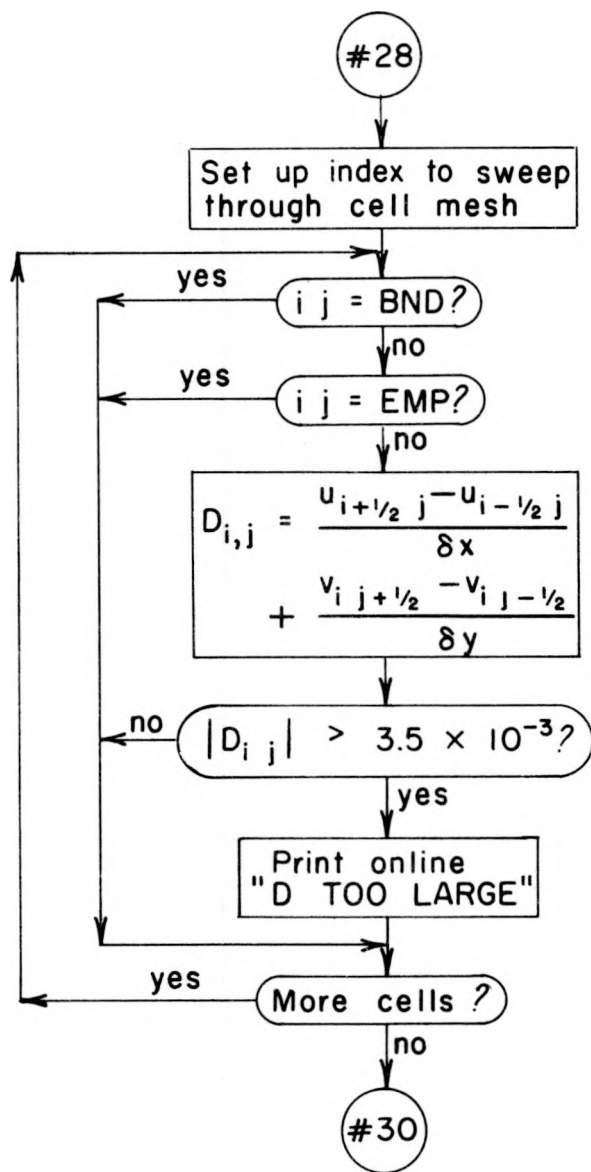 #28
Set up index to sweep
through cell mesh
yes
i j = BND?
no
yes
i j = EMP?
no
D_{i,j} = \frac{u_{i+1/2 j} - u_{i-1/2 j}}{δx}
+ \frac{v_{i j+1/2} - v_{i j-1/2}}{δy}
no
|D_{i j}| > 3.5 × 10^{-3}?
yes
Print online
"D TOO LARGE"
yes
More cells ?
no
#30